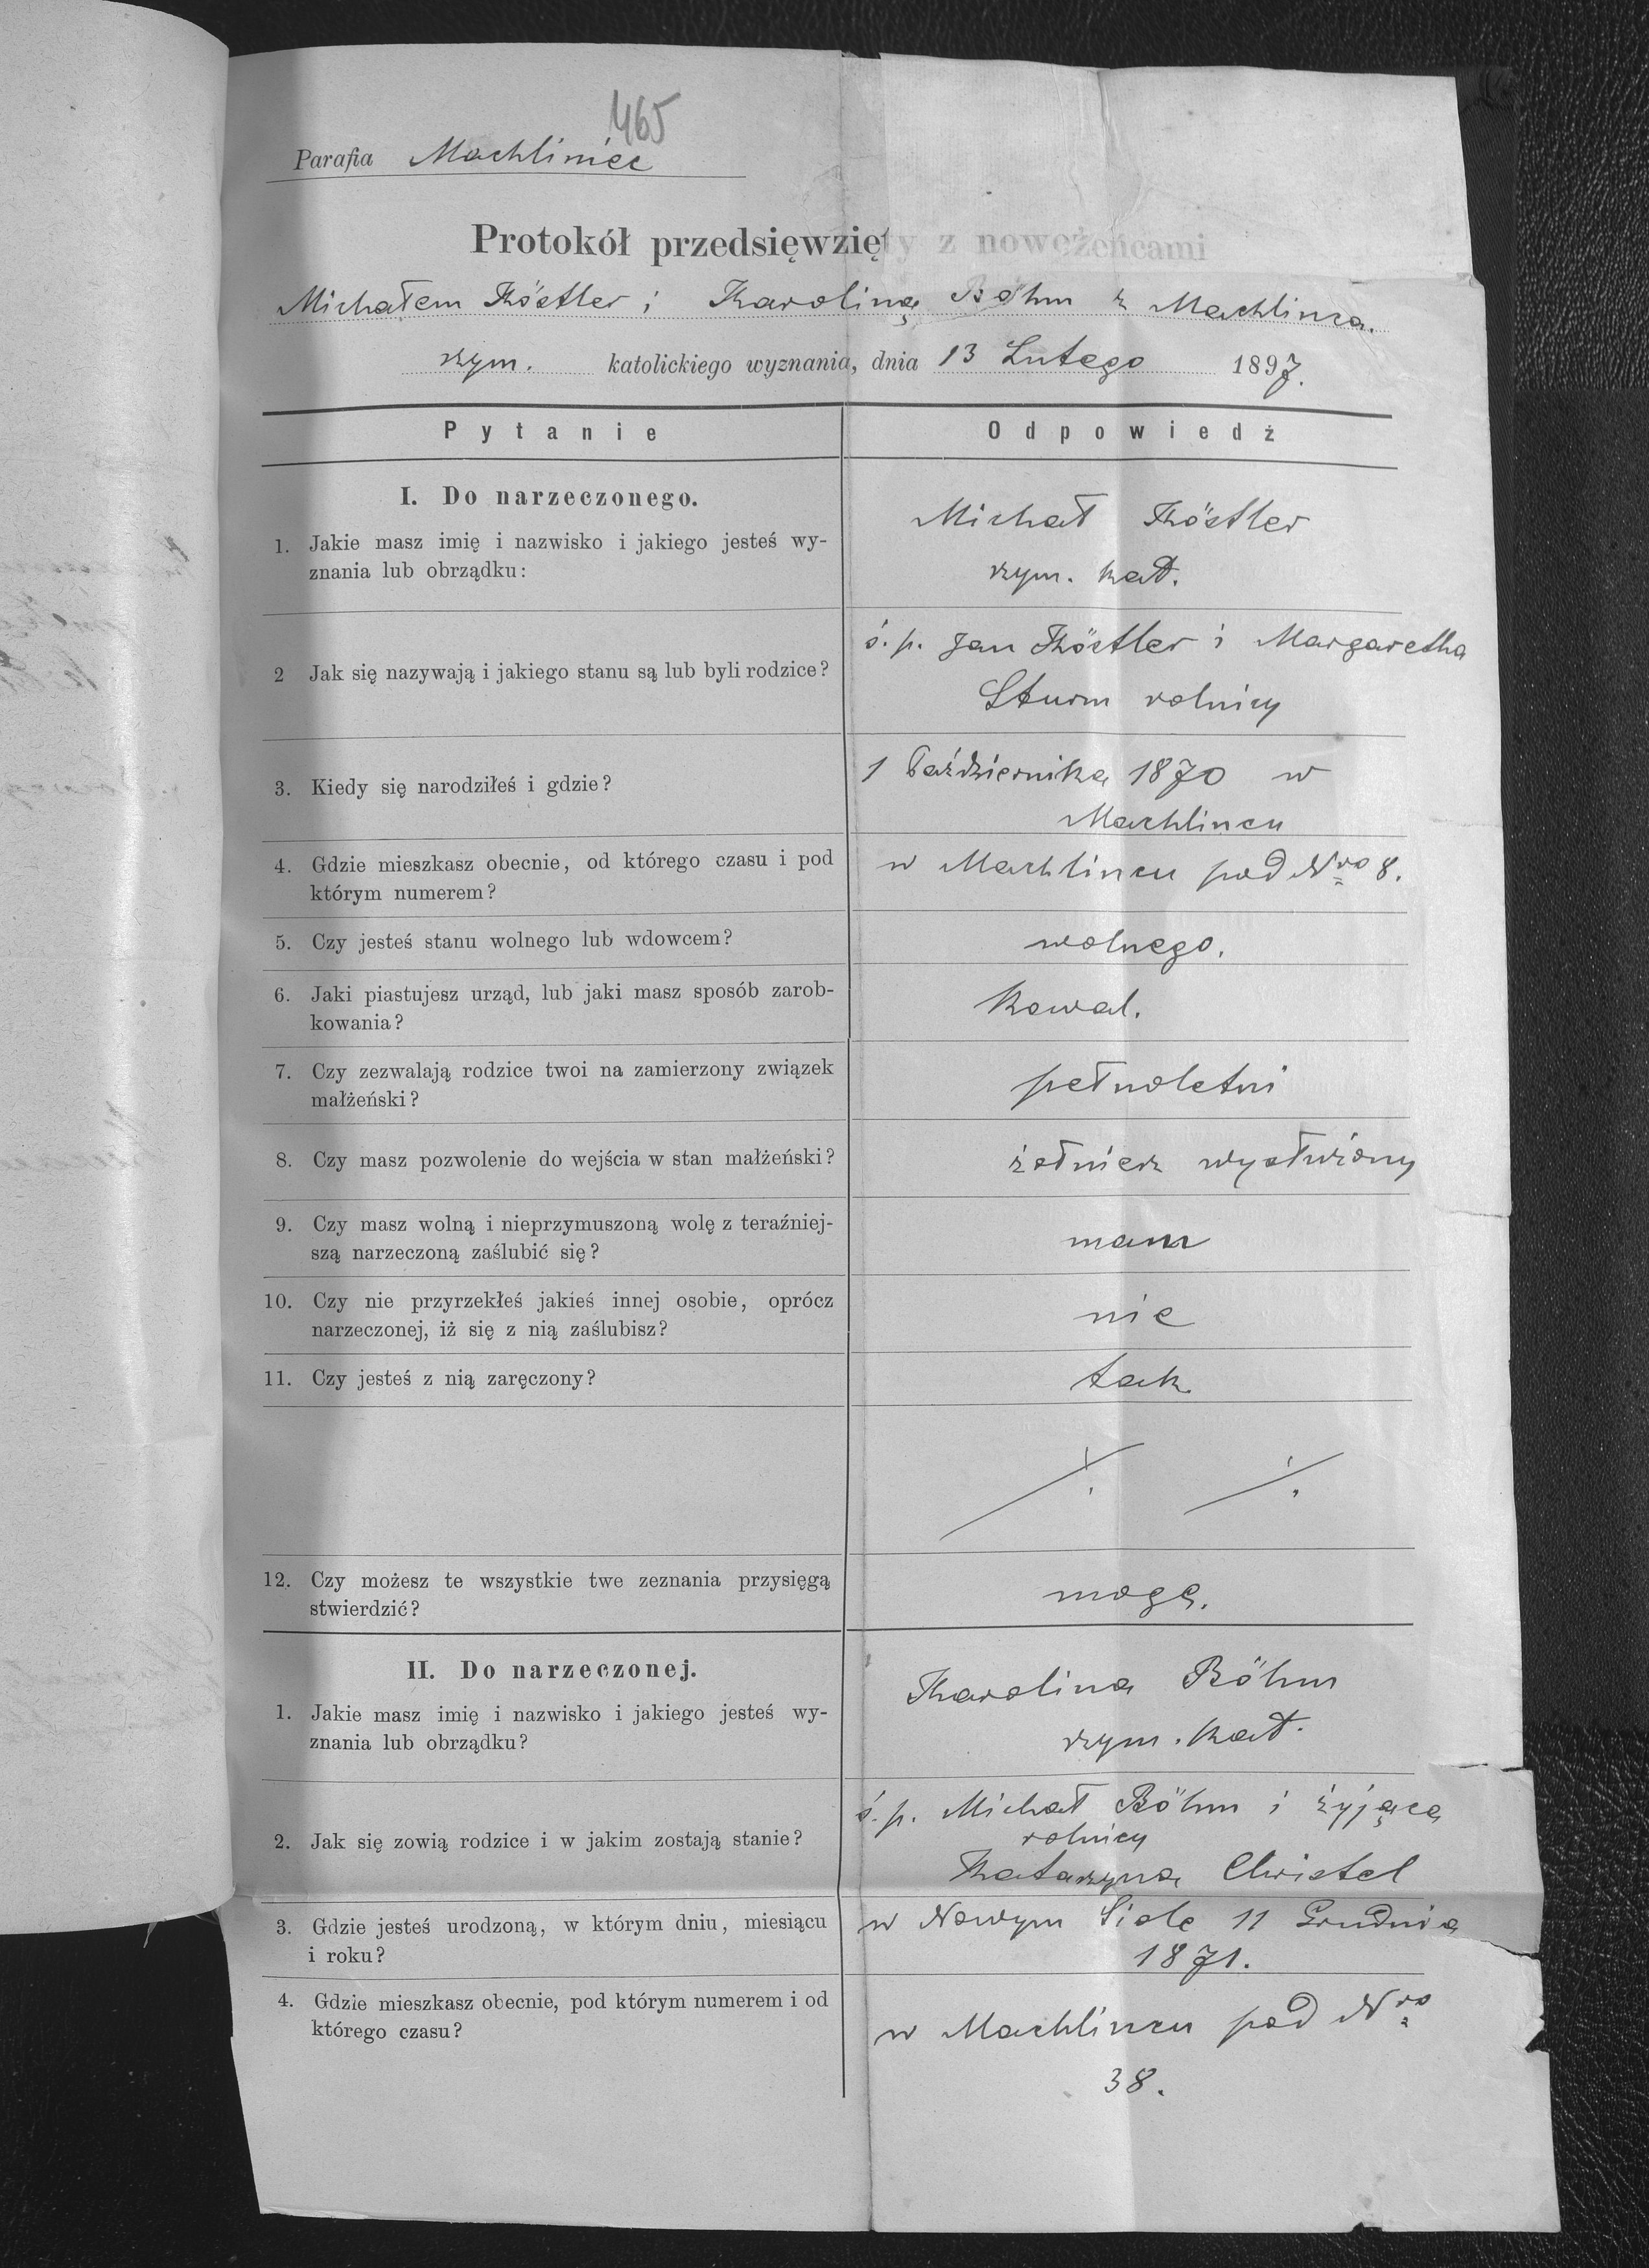 465
Parafia Machliniec
Protokół przedsięwzięty z nowożeńcami
Michałem Köstler i Karoliną Böhm z Machlińca.
rzym. katolickiego wyznania, dnia 13 Lutego 1897.
Pytanie Odpowiedź
I. Do narzeczonego.
1. Jakie masz imię i nazwisko i jakiego jesteś wy-
znania lub obrządku:
Michał Köstler
rzym. kat.
2 Jak się nazywają i jakiego stanu są lub byli rodzice?
ś. p. Jan Köstler i Margaretha
Sturm rolnicy
3. Kiedy się narodziłeś i gdzie?
1 Października 1870 w
Machlincu
4. Gdzie mieszkasz obecnie, od którego czasu i pod
którym numerem?
w Machlincu pod Nro 8.
5. Czy jesteś stanu wolnego lub wdowcem?
wolnego.
6. Jaki piastujesz urząd, lub jaki masz sposób zarob-
kowania?
Kowal.
7. Czy zezwalają rodzice twoi na zamierzony związek
małżeński?
pełnoletni
8. Czy masz pozwolenie do wejścia w stan małżeński?
żołnierz wysłużony
9. Czy masz wolną i nieprzymuszoną wolę z teraźniej-
szą narzeczoną zaślubić się?
mam
10. Czy nie przyrzekłeś jakieś innej osobie, oprócz
narzeczonej, iż się z nią zaślubisz?
nie
11. Czy jesteś z nią zaręczony?
tak
12. Czy możesz te wszystkie twe zeznania przysięgą
stwierdzić?
mogę.
II. Do narzeczonej.
1. Jakie masz imię i nazwisko i jakiego jesteś wy-
znania lub obrządku?
Karolina Böhm
rzym. kat.
2. Jak się zowią rodzice i w jakim zostają stanie?
ś. p. Michał Böhm i żyjąca
rolnicy
Katarzyna Christel
3. Gdzie jesteś urodzoną, w którym dniu, miesiącu
i roku?
w Nowym Siole 11 Grudnia
1871.
4. Gdzie mieszkasz obecnie, pod którym numerem i od
którego czasu?
w Machlincu pod Nro
38.